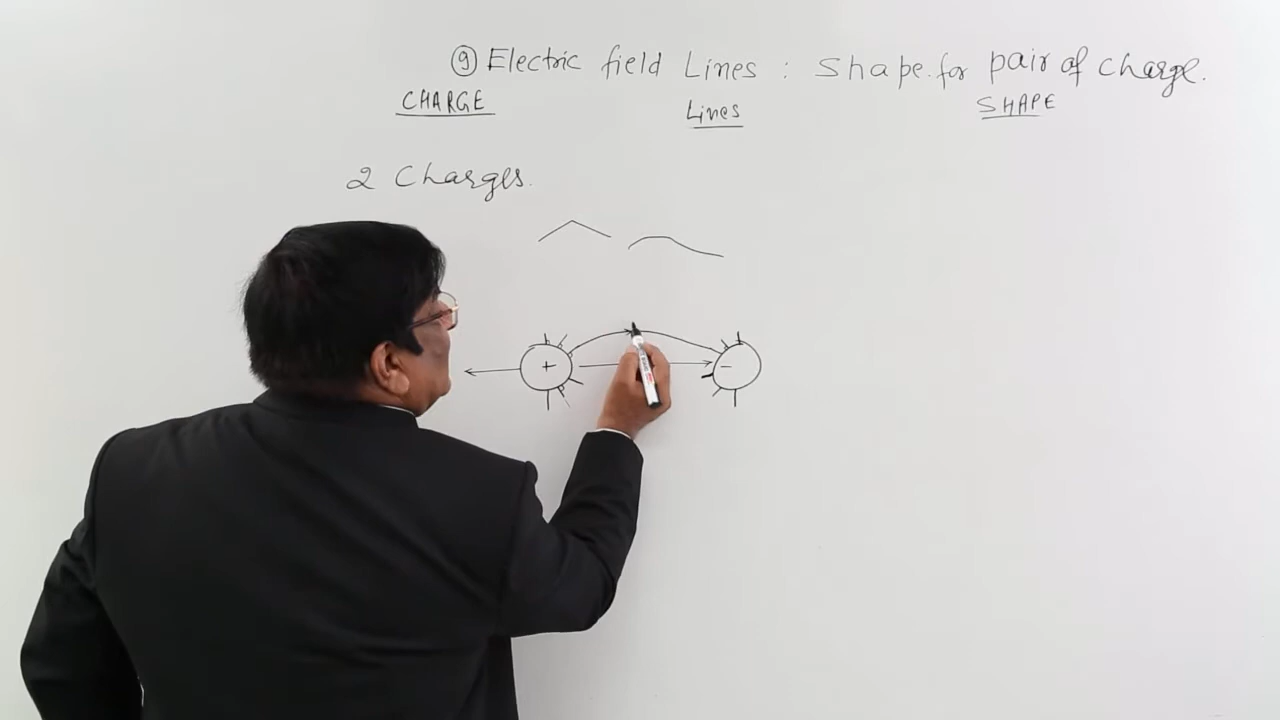 ⑨ Electric field Lines : Shape for pair of charge.
CHARGE Lines SHAPE
2 Charges.
+ −